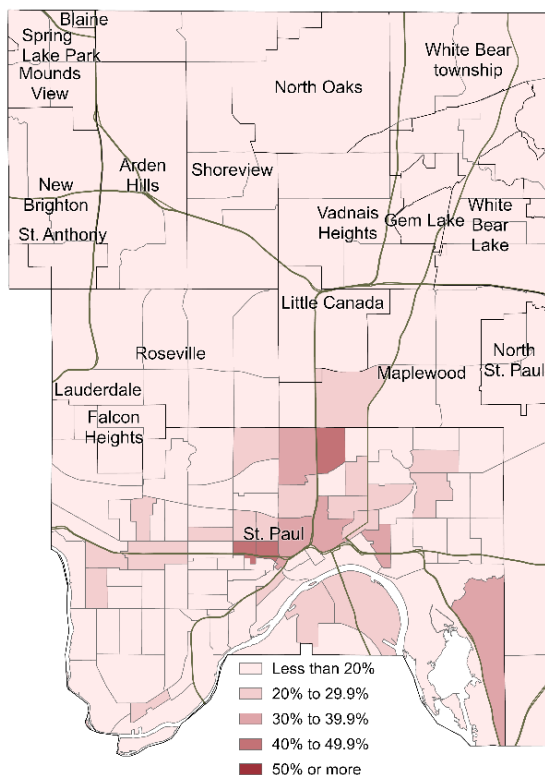 Blaine
Spring
Lake Park
Mounds
View
White Bear
township
North Oaks
Arden
Hills
Shoreview
New
Brighton
St. Anthony
Vadnais
Heights
Gem Lake
White
Bear
Lake
Little Canada
Roseville
Lauderdale
Falcon
Heights
Maplewood
North
St. Paul
St. Paul
Less than 20%
20% to 29.9%
30% to 39.9%
40% to 49.9%
50% or more